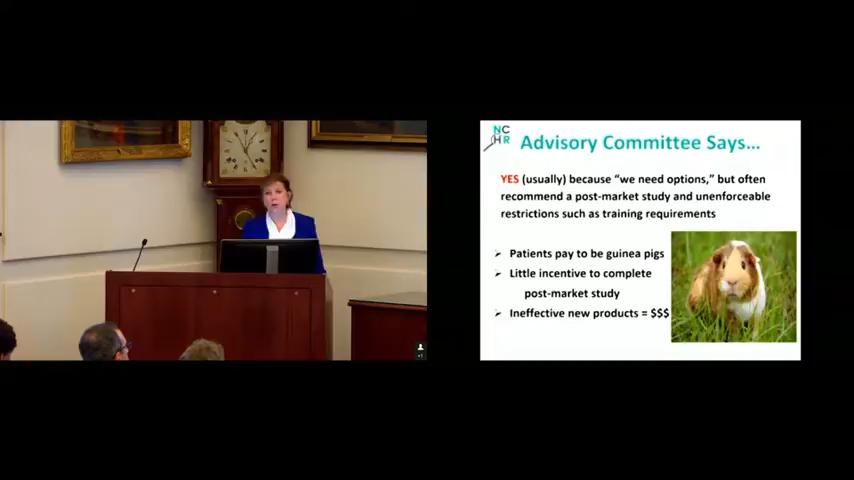 NC
HR
Advisory Committee Says...
YES (usually) because “we need options,” but often
recommend a post-market study and unenforceable
restrictions such as training requirements
➢ Patients pay to be guinea pigs
➢ Little incentive to complete
post-market study
➢ Ineffective new products = $$$